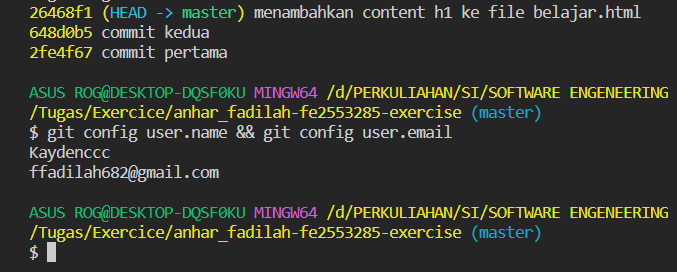 26468f1 (HEAD -> master) menambahkan content h1 ke file belajar.html
648d0b5 commit kedua
2fe4f67 commit pertama
ASUS ROG@DESKTOP-DQSF0KU MINGW64 /d/PERKULIAHAN/SI/SOFTWARE ENGENEERING
/Tugas/Exercice/anhar_fadilah-fe2553285-exercise (master)
$ git config user.name && git config user.email
Kaydenccc
ffadilah682@gmail.com
ASUS ROG@DESKTOP-DQSF0KU MINGW64 /d/PERKULIAHAN/SI/SOFTWARE ENGENEERING
/Tugas/Exercice/anhar_fadilah-fe2553285-exercise (master)
$